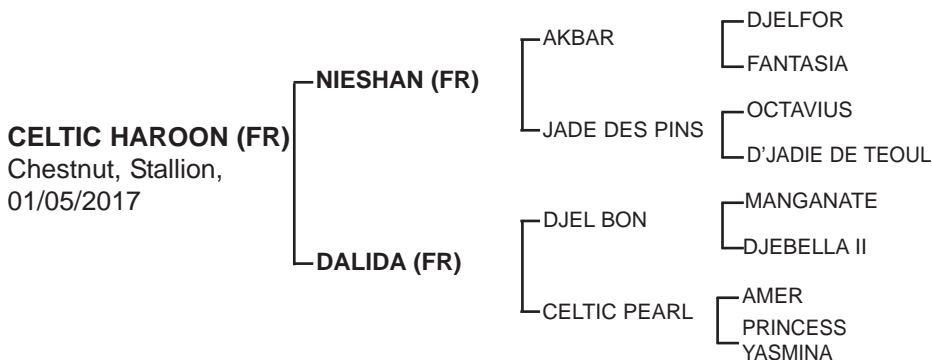 CELTIC HAROON (FR)
Chestnut, Stallion,
01/05/2017
NIESHAN (FR)
DALIDA (FR)
AKBAR
JADE DES PINS
DJEL BON
CELTIC PEARL
DJELFOR
FANTASIA
OCTAVIUS
D'JADIE DE TEOUL
MANGANATE
DJEBELLA II
AMER
PRINCESS
YASMINA